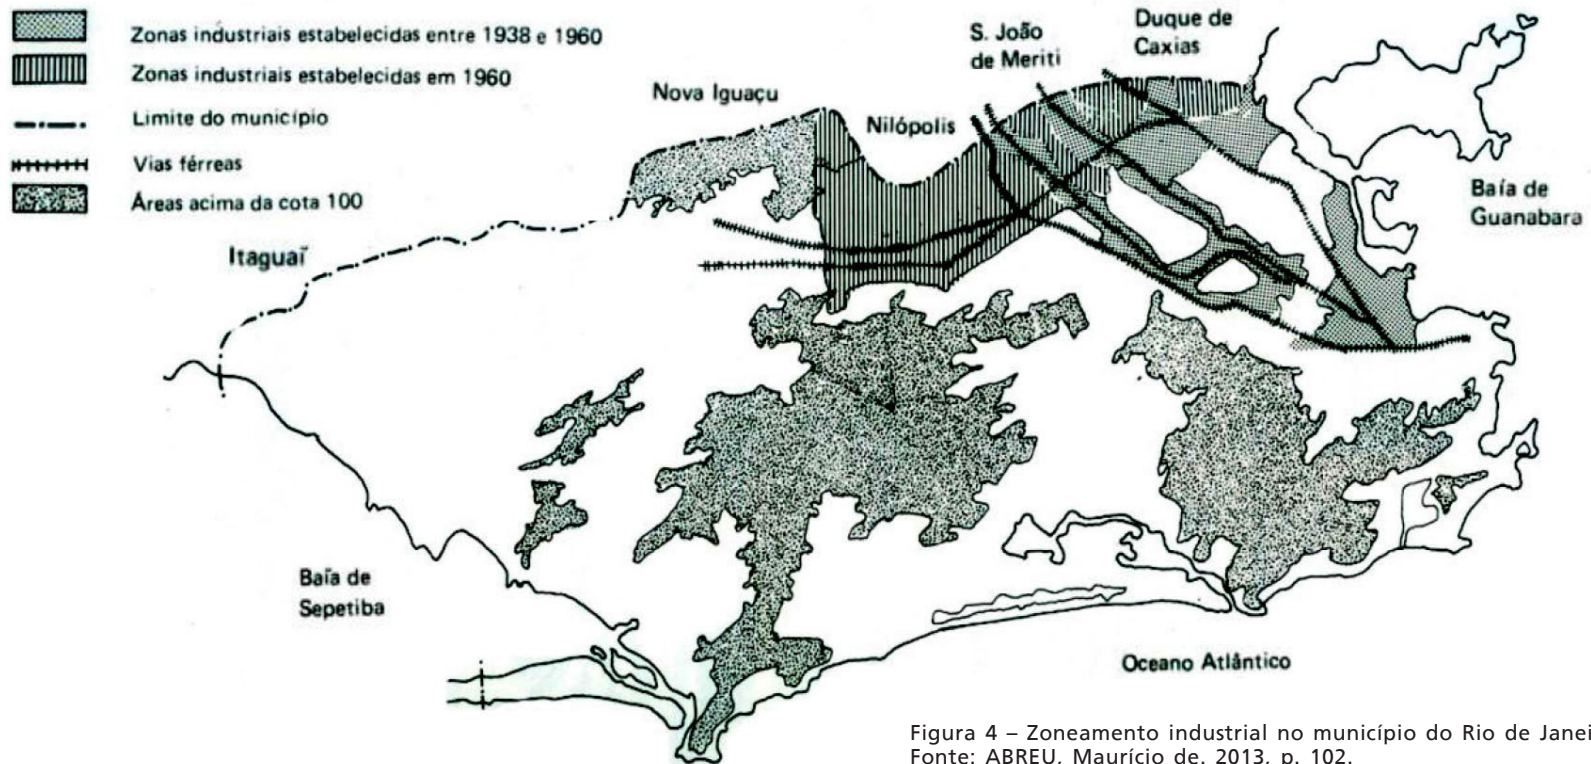 Zonas industriais estabelecidas entre 1938 e 1960
Zonas industriais estabelecidas em 1960
Limite do município
Vias férreas
Áreas acima da cota 100
Nova Iguaçu
Nilópolis
S. João
de Meriti
Duque de
Caxias
Itaguaï
Baía de
Guanabara
Baïa de
Sepetiba
Oceano Atlântico
Figura 4 – Zoneamento industrial no município do Rio de Janei
Fonte: ABREU, Maurício de. 2013, p. 102.